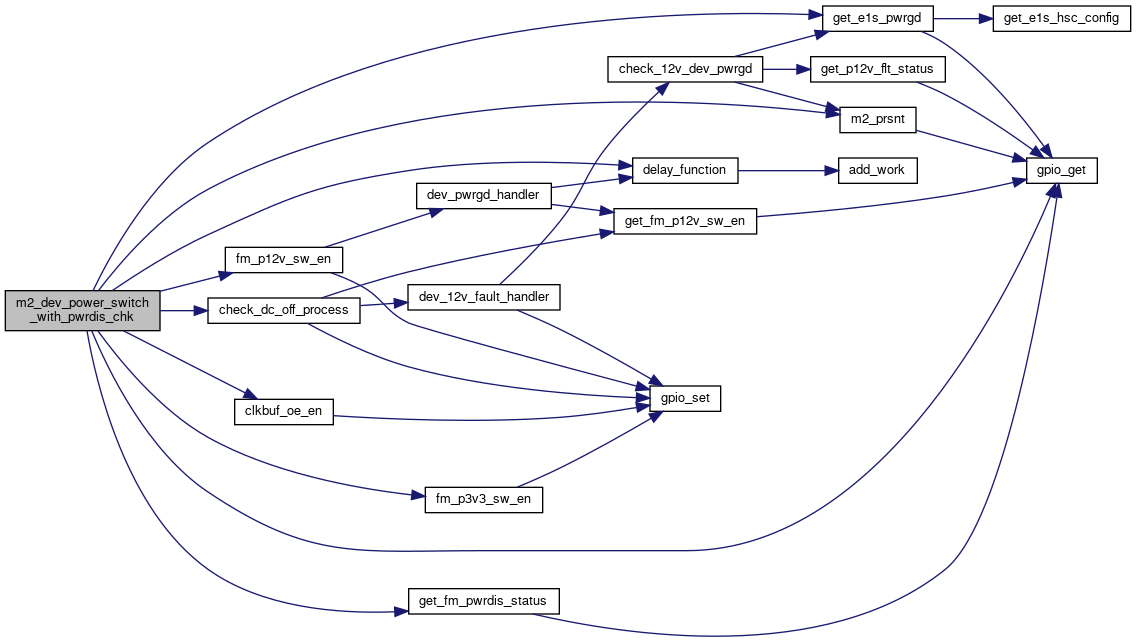 get_e1s_pwrgd
get_e1s_hsc_config
check_12v_dev_pwrgd
get_p12v_flt_status
m2_prsnt
delay_function
add_work
gpio_get
dev_pwrgd_handler
get_fm_p12v_sw_en
fm_p12v_sw_en
m2_dev_power_switch
_with_pwrdis_chk
check_dc_off_process
dev_12v_fault_handler
gpio_set
clkbuf_oe_en
fm_p3v3_sw_en
get_fm_pwrdis_status